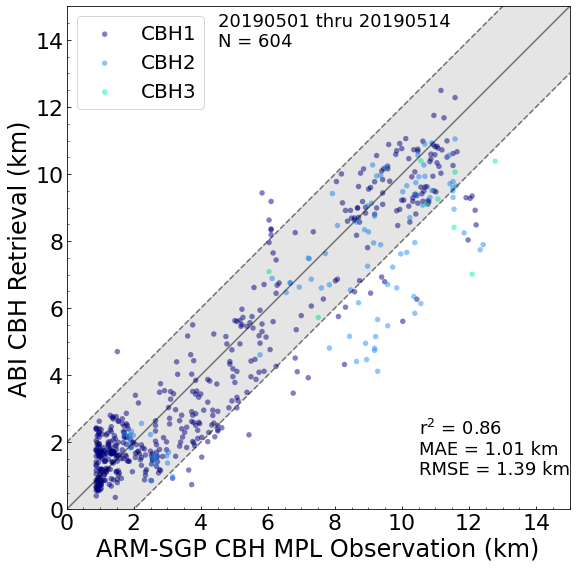 CBH1
CBH2
CBH3
20190501 thru 20190514
N = 604
14
12
10
8
6
4
2
0
ABI CBH Retrieval (km)
r² = 0.86
MAE = 1.01 km
RMSE = 1.39 km
0 2 4 6 8 10 12 14
ARM-SGP CBH MPL Observation (km)